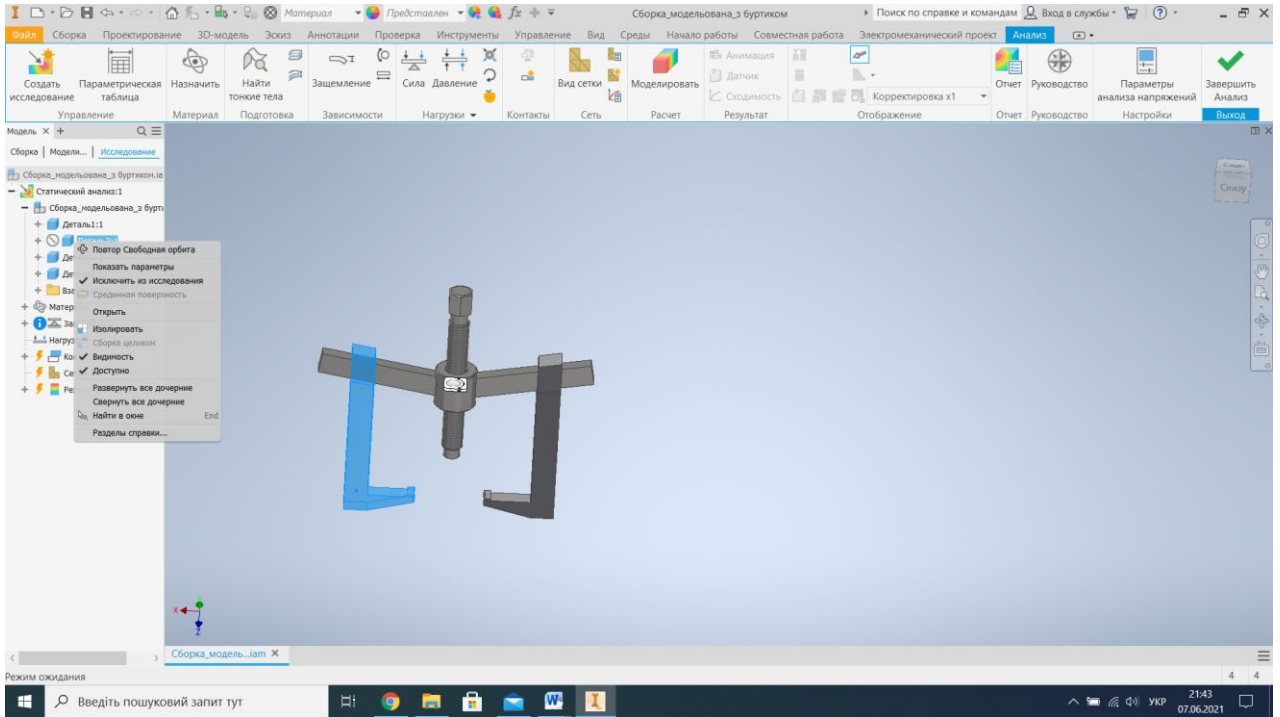 Материал
Представлен
Сборка_модельована_з буртиком
Поиск по справке и командам
Вход в службы
Файл Сборка Проектирование 3D-модель Эскиз Аннотации Проверка Инструменты Управление Вид Среды Начало работы Совместная работа Электромеханический проект Анализ
Создать исследование
Параметрическая таблица
Назначить
Найти тонкие тела
Защемление
Сила
Давление
Вид сетки
Моделировать
Анимация
Датчик
Сходимость
Корректировка x1
Отчет
Руководство
Параметры анализа напряжений
Завершить Анализ
Управление Материал Подготовка Зависимости Нагрузки Контакты Сеть Расчет Результат Отображение Отчет Руководство Настройки Выход
Модель × +
Сборка | Модели... | Исследование
Сборка_модельована_з буртиком.ia
Статический анализ:1
Сборка_модельована_з бурти
Деталь1:1
Повтор Свободная орбита
Показать параметры
Исключить из исследования
Срединная поверхность
Открыть
Изолировать
Сборка целиком
Видимость
Доступно
Развернуть все дочерние
Свернуть все дочерние
Найти в окне End
Разделы справки...
Снизу
X
Z
Сборка_модель...iam ×
Режим ожидания
4 4
Введіть пошуковий запит тут
УКР
21:43
07.06.2021